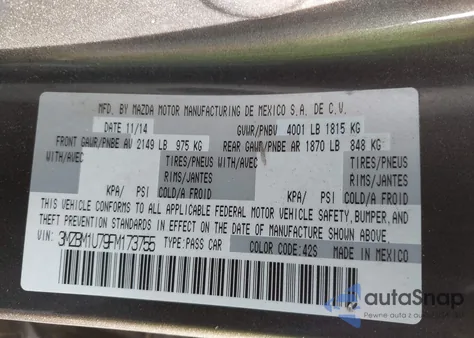 MFD. BY MAZDA MOTOR MANUFACTURING DE MEXICO S.A. DE C.V.
DATE 11/14 GVWR/PNBV 4001 LB 1815 KG
FRONT GAWR/PNBE AV 2149 LB 975 KG REAR GAWR/PNBE AR 1870 LB 848 KG
WITH/AVEC TIRES/PNEUS WITH/AVEC TIRES/PNEUS
RIMS/JANTES RIMS/JANTES
KPA/ PSI COLD/A FROID KPA/ PSI COLD/A FROID
THIS VEHICLE CONFORMS TO ALL APPLICABLE FEDERAL MOTOR VEHICLE SAFETY, BUMPER, AND
THEFT PREVENTION STANDARDS IN EFFECT ON THE DATE OF MANUFACTURE SHOWN ABOVE.
VIN: 3MZBM1U79FM173755 TYPE: PASS CAR COLOR CODE: 42S MADE IN MEXICO
autoSnap
Pewne auta z USA